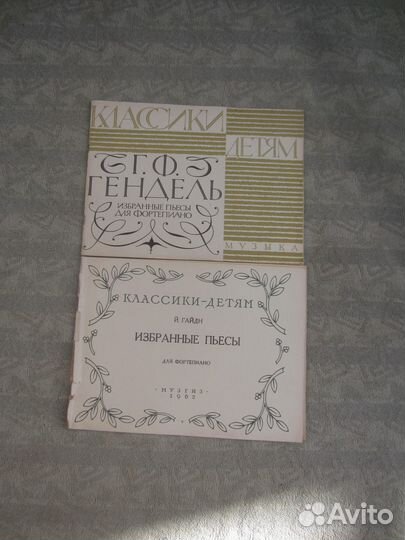 КЛАССИКИ
ДЕТЯМ
Г.Ф.
ГЕНДЕЛЬ
ИЗБРАННЫЕ ПЬЕСЫ
ДЛЯ ФОРТЕПИАНО
МУЗЫКА
КЛАССИКИ-ДЕТЯМ
Й. ГАЙДН
ИЗБРАННЫЕ ПЬЕСЫ
ДЛЯ ФОРТЕПИАНО
·МУЗГИЗ·
1962
Avito